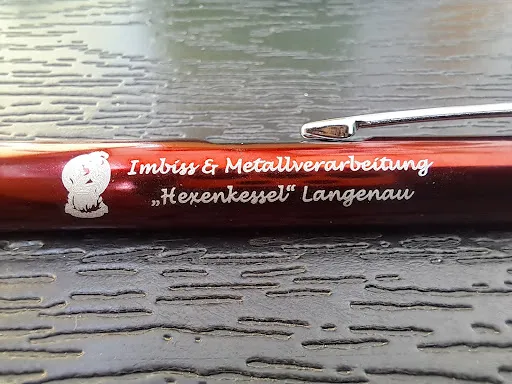 Imbiss & Metallverarbeitung
„Hexenkessel“ Langenau